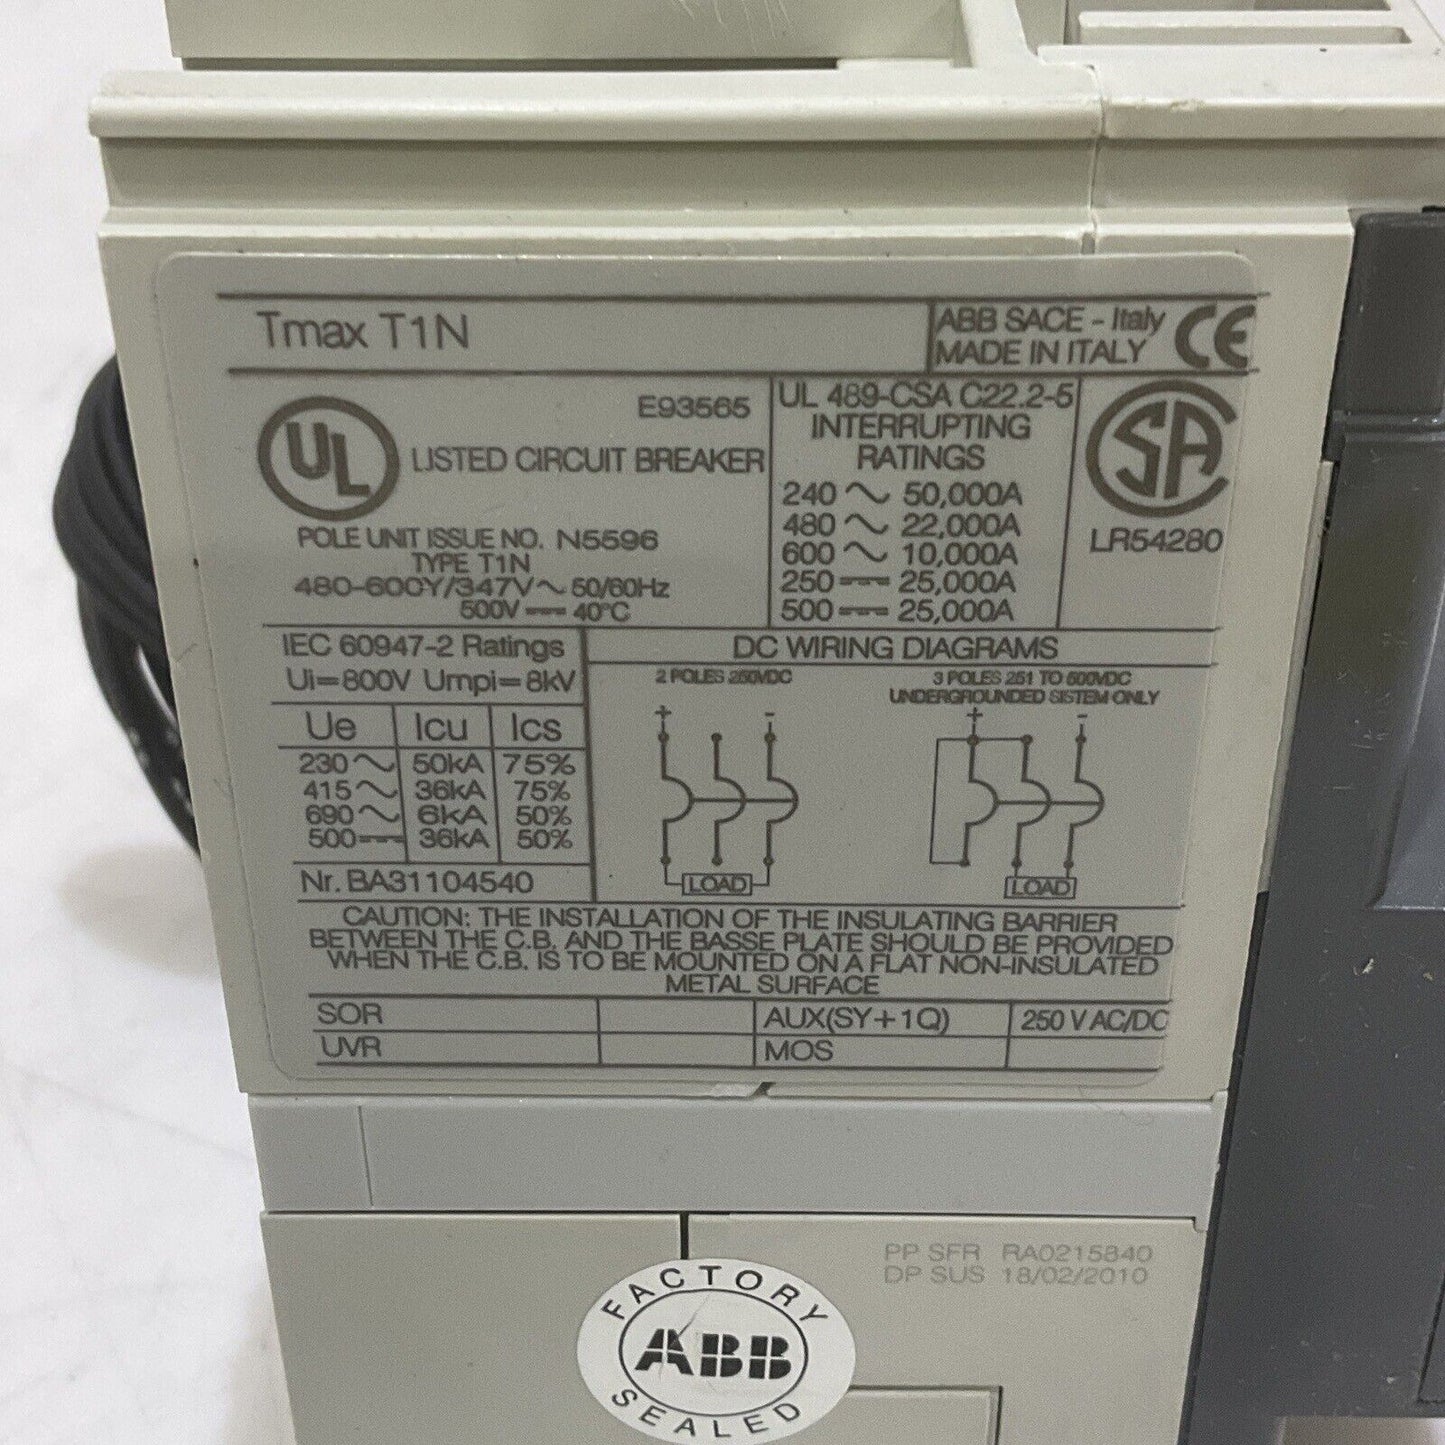 Tmax T1N
ABB SACE - Italy
MADE IN ITALY
CE
UL
E93565
LISTED CIRCUIT BREAKER
POLE UNIT ISSUE NO. N5596
TYPE T1N
480-600Y/347V~ 50/60Hz
500V⎓ 40°C
UL 489-CSA C22.2-5
INTERRUPTING
RATINGS
240 ~ 50,000A
480 ~ 22,000A
600 ~ 10,000A
250 ⎓ 25,000A
500 ⎓ 25,000A
SA
LR54280
IEC 60947-2 Ratings
Ui=800V Uimpi=8kV
Ue Icu Ics
230~ 50kA 75%
415~ 36kA 75%
690~ 6kA 50%
500⎓ 36kA 50%
Nr. BA31104540
DC WIRING DIAGRAMS
2 POLES 250VDC
+ -
LOAD
3 POLES 251 TO 500VDC
UNDERGROUNDED SISTEM ONLY
+ -
LOAD
CAUTION: THE INSTALLATION OF THE INSULATING BARRIER
BETWEEN THE C.B. AND THE BASSE PLATE SHOULD BE PROVIDED
WHEN THE C.B. IS TO BE MOUNTED ON A FLAT NON-INSULATED
METAL SURFACE
SOR AUX(SY+1Q) 250 V AC/DC
UVR MOS
PP SFR RA0215840
DP SUS 18/02/2010
FACTORY
ABB
SEALED